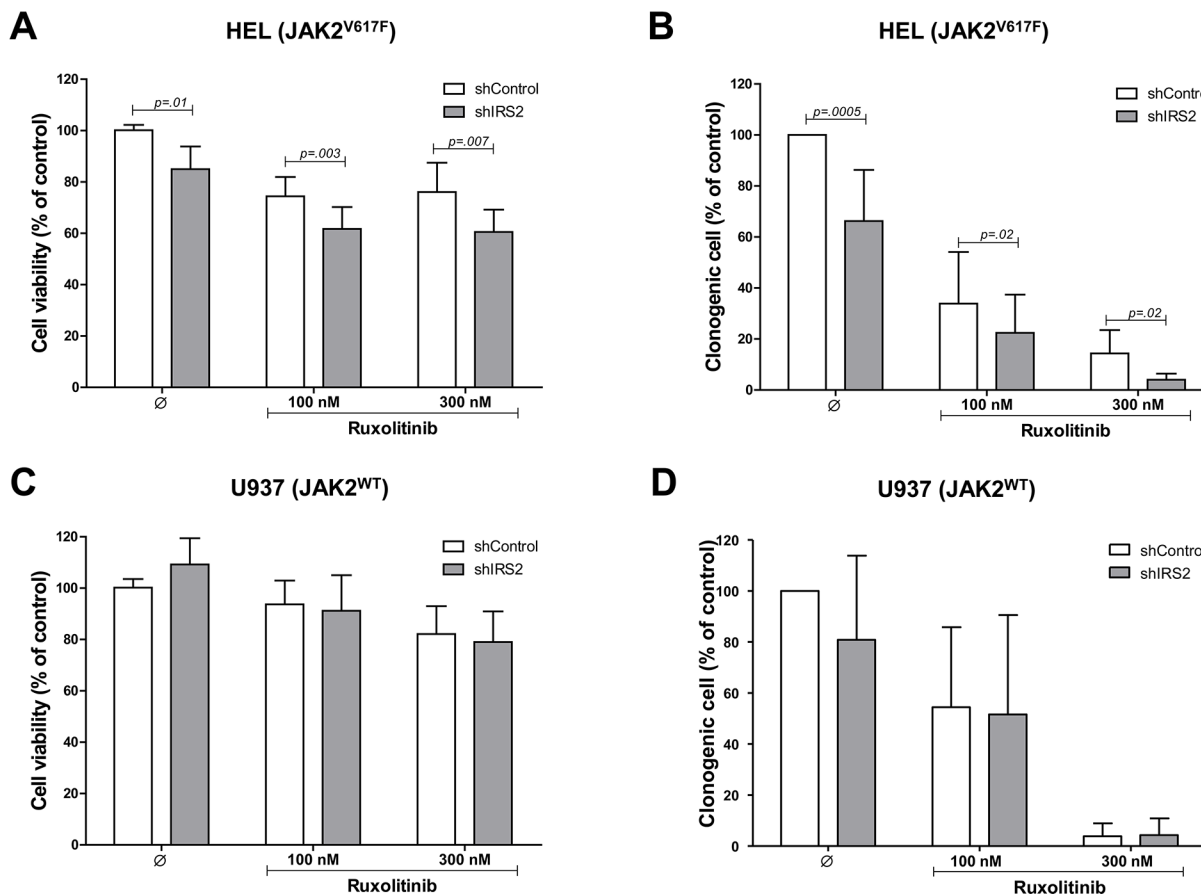 A
HEL (JAK2V617F)
Cell viability (% of control)
120
100
80
60
40
20
0
p=.01
p=.003
p=.007
shControl
shIRS2
∅
100 nM
300 nM
Ruxolitinib
B
HEL (JAK2V617F)
Clonogenic cell (% of control)
120
100
80
60
40
20
0
p=.0005
p=.02
p=.02
shContro
shIRS2
∅
100 nM
300 nM
Ruxolitinib
C
U937 (JAK2WT)
Cell viability (% of control)
120
100
80
60
40
20
0
shControl
shIRS2
∅
100 nM
300 nM
Ruxolitinib
D
U937 (JAK2WT)
Clonogenic cell (% of control)
120
100
80
60
40
20
0
shContro
shIRS2
∅
100 nM
300 nM
Ruxolitinib